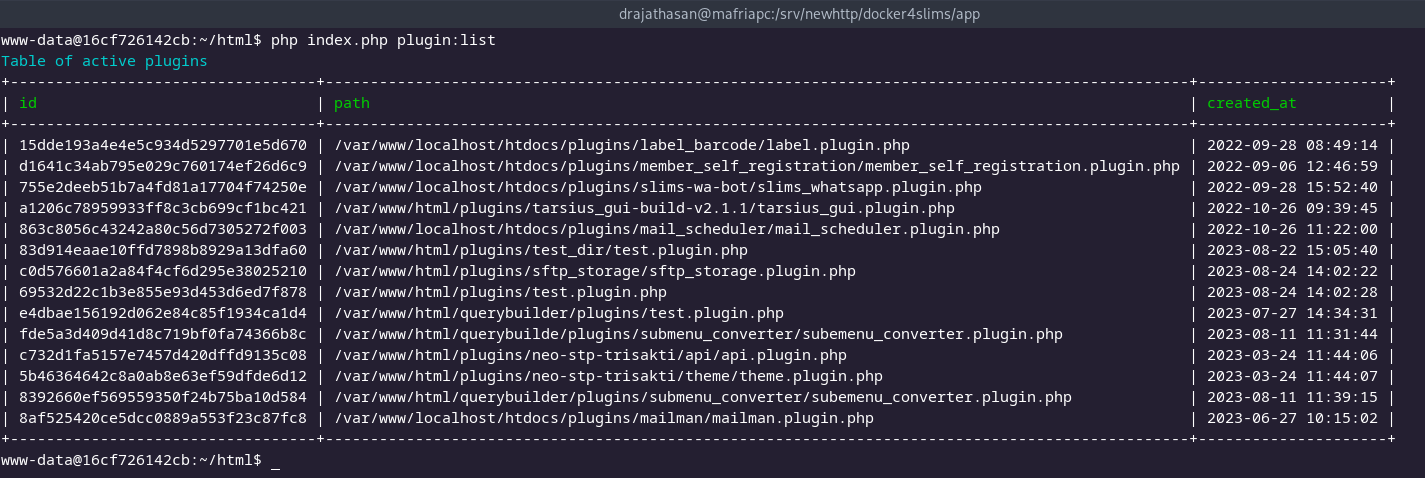 drajathasan@mafriapc:/srv/newhttp/docker4slims/app
www-data@16cf726142cb:~/html$ php index.php plugin:list
Table of active plugins
+----------------------------------+------------------------------------------------------------------------------------------------+---------------------+
| id                               | path                                                                                           | created_at          |
+----------------------------------+------------------------------------------------------------------------------------------------+---------------------+
| 15dde193a4e4e5c934d5297701e5d670 | /var/www/localhost/htdocs/plugins/label_barcode/label.plugin.php                               | 2022-09-28 08:49:14 |
| d1641c34ab795e029c760174ef26d6c9 | /var/www/localhost/htdocs/plugins/member_self_registration/member_self_registration.plugin.php | 2022-09-06 12:46:59 |
| 755e2deeb51b7a4fd81a17704f74250e | /var/www/localhost/htdocs/plugins/slims-wa-bot/slims_whatsapp.plugin.php                       | 2022-09-28 15:52:40 |
| a1206c78959933ff8c3cb699cf1bc421 | /var/www/html/plugins/tarsius_gui-build-v2.1.1/tarsius_gui.plugin.php                          | 2022-10-26 09:39:45 |
| 863c8056c43242a80c56d7305272f003 | /var/www/localhost/htdocs/plugins/mail_scheduler/mail_scheduler.plugin.php                     | 2022-10-26 11:22:00 |
| 83d914eaae10ffd7898b8929a13dfa60 | /var/www/html/plugins/test_dir/test.plugin.php                                                 | 2023-08-22 15:05:40 |
| c0d576601a2a84f4cf6d295e38025210 | /var/www/html/plugins/sftp_storage/sftp_storage.plugin.php                                     | 2023-08-24 14:02:22 |
| 69532d22c1b3e855e93d453d6ed7f878 | /var/www/html/plugins/test.plugin.php                                                          | 2023-08-24 14:02:28 |
| e4dbae156192d062e84c85f1934ca1d4 | /var/www/html/querybuilder/plugins/test.plugin.php                                             | 2023-07-27 14:34:31 |
| fde5a3d409d41d8c719bf0fa74366b8c | /var/www/html/querybuilde/plugins/submenu_converter/subemenu_converter.plugin.php              | 2023-08-11 11:31:44 |
| c732d1fa5157e7457d420dffd9135c08 | /var/www/html/plugins/neo-stp-trisakti/api/api.plugin.php                                      | 2023-03-24 11:44:06 |
| 5b46364642c8a0ab8e63ef59dfde6d12 | /var/www/html/plugins/neo-stp-trisakti/theme/theme.plugin.php                                  | 2023-03-24 11:44:07 |
| 8392660ef569559350f24b75ba10d584 | /var/www/html/querybuilder/plugins/submenu_converter/subemenu_converter.plugin.php             | 2023-08-11 11:39:15 |
| 8af525420ce5dcc0889a553f23c87fc8 | /var/www/localhost/htdocs/plugins/mailman/mailman.plugin.php                                   | 2023-06-27 10:15:02 |
+----------------------------------+------------------------------------------------------------------------------------------------+---------------------+
www-data@16cf726142cb:~/html$ _